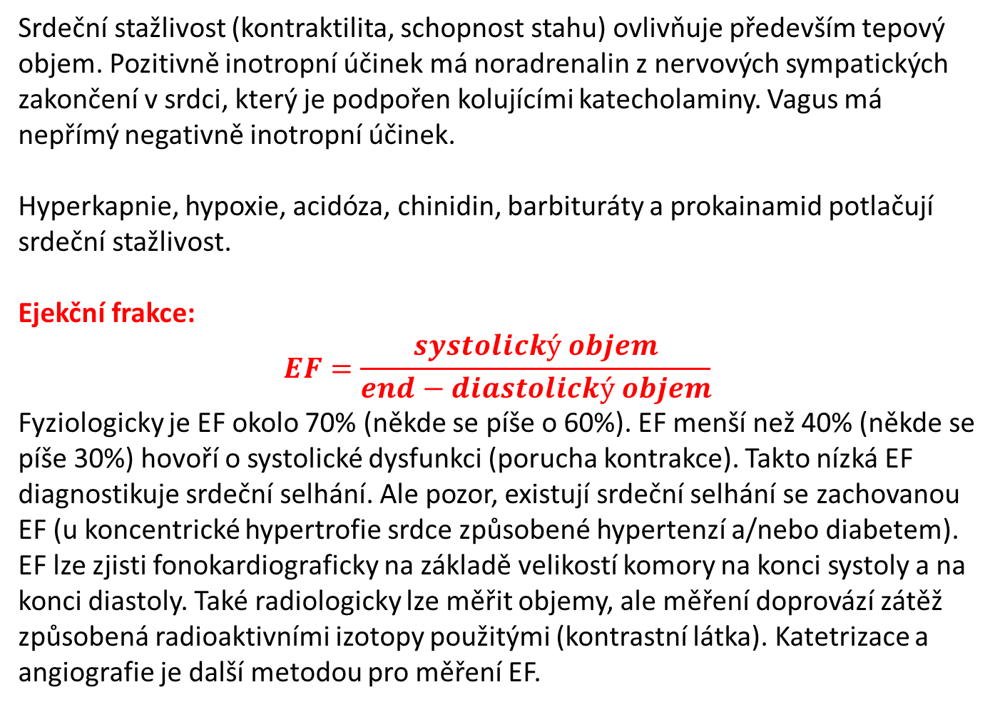 Srdeční stažlivost (kontraktilita, schopnost stahu) ovlivňuje především tepový
objem. Pozitivně inotropní účinek má noradrenalin z nervových sympatických
zakončení v srdci, který je podpořen kolujícími katecholaminy. Vagus má
nepřímý negativně inotropní účinek.
Hyperkapnie, hypoxie, acidóza, chinidin, barbituráty a prokainamid potlačují
srdeční stažlivost.
Ejekční frakce:
EF = systolický objem / end − diastolický objem
Fyziologicky je EF okolo 70% (někde se píše o 60%). EF menší než 40% (někde se
píše 30%) hovoří o systolické dysfunkci (porucha kontrakce). Takto nízká EF
diagnostikuje srdeční selhání. Ale pozor, existují srdeční selhání se zachovanou
EF (u koncentrické hypertrofie srdce způsobené hypertenzí a/nebo diabetem).
EF lze zjisti fonokardiograficky na základě velikostí komory na konci systoly a na
konci diastoly. Také radiologicky lze měřit objemy, ale měření doprovází zátěž
způsobená radioaktivními izotopy použitými (kontrastní látka). Katetrizace a
angiografie je další metodou pro měření EF.